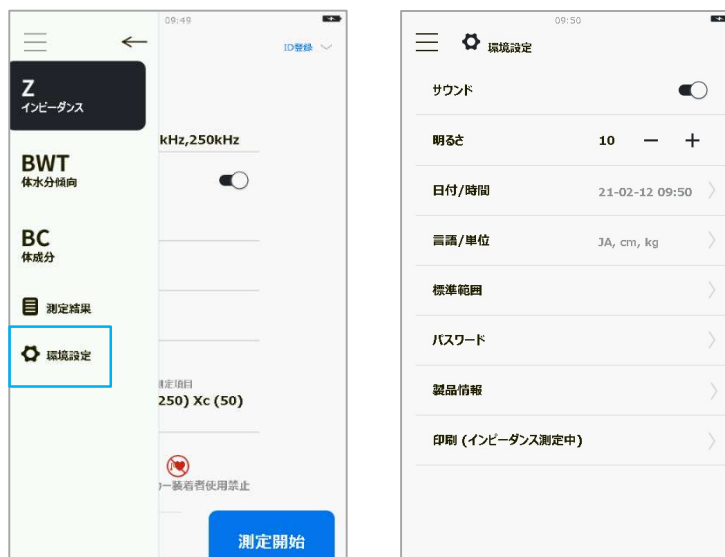 09:49
ID登録
Z
インピーダンス
kHz,250kHz
BWT
体水分傾向
BC
体成分
測定結果
環境設定
測定項目
250) Xc (50)
カー装着者使用禁止
測定開始
09:50
環境設定
サウンド
明るさ 10 − +
日付/時間 21-02-12 09:50
言語/単位 JA, cm, kg
標準範囲
パスワード
製品情報
印刷 (インピーダンス測定中)